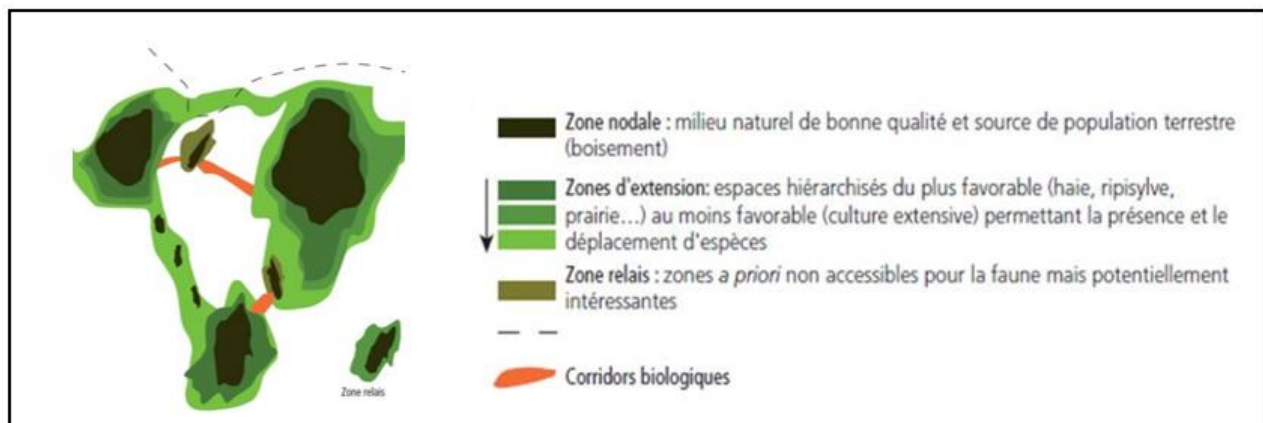 Zone nodale : milieu naturel de bonne qualité et source de population terrestre
(boisement)
Zones d'extension: espaces hiérarchisés du plus favorable (haie, ripisylve,
prairie...) au moins favorable (culture extensive) permettant la présence et le
déplacement d'espèces
Zone relais : zones a priori non accessibles pour la faune mais potentiellement
intéressantes
Corridors biologiques
Zone relais